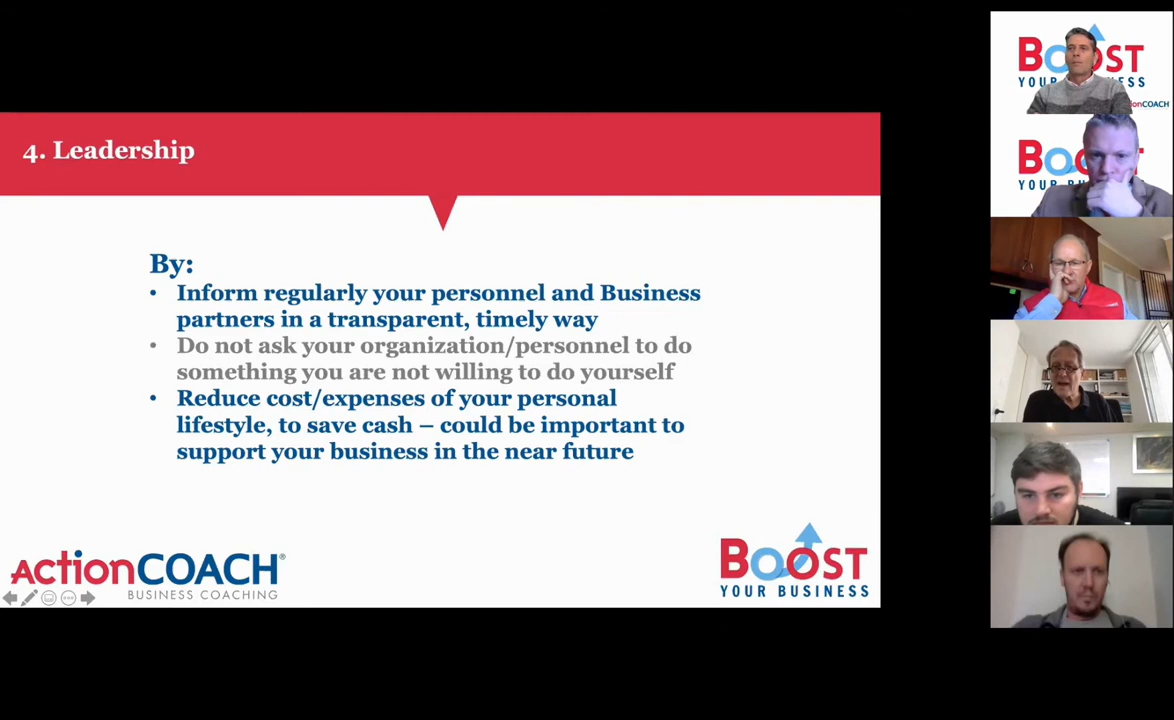 4. Leadership
By:
• Inform regularly your personnel and Business
partners in a transparent, timely way
• Do not ask your organization/personnel to do
something you are not willing to do yourself
• Reduce cost/expenses of your personal
lifestyle, to save cash – could be important to
support your business in the near future
ActionCOACH®
BUSINESS COACHING
BOOST
YOUR BUSINESS